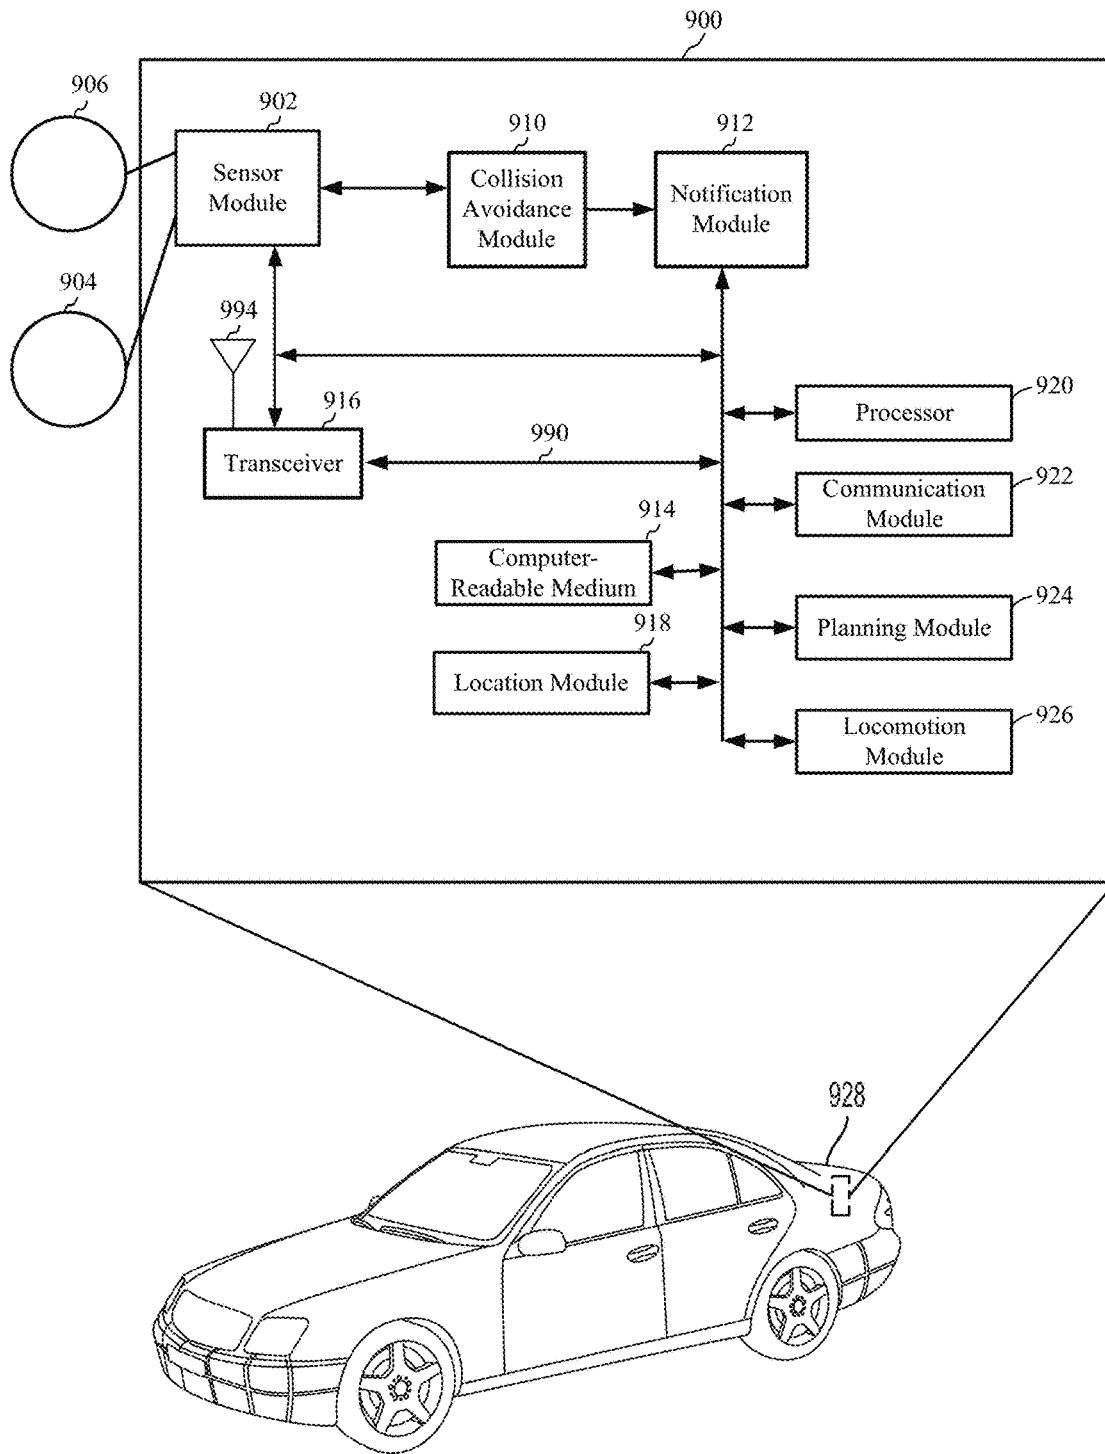 900
906
902
910
912
Sensor
Module
Collision
Avoidance
Module
Notification
Module
904
994
916
Transceiver
990
Processor
920
Communication
Module
922
914
Computer-
Readable Medium
Planning Module
924
918
Location Module
Locomotion
Module
926
928